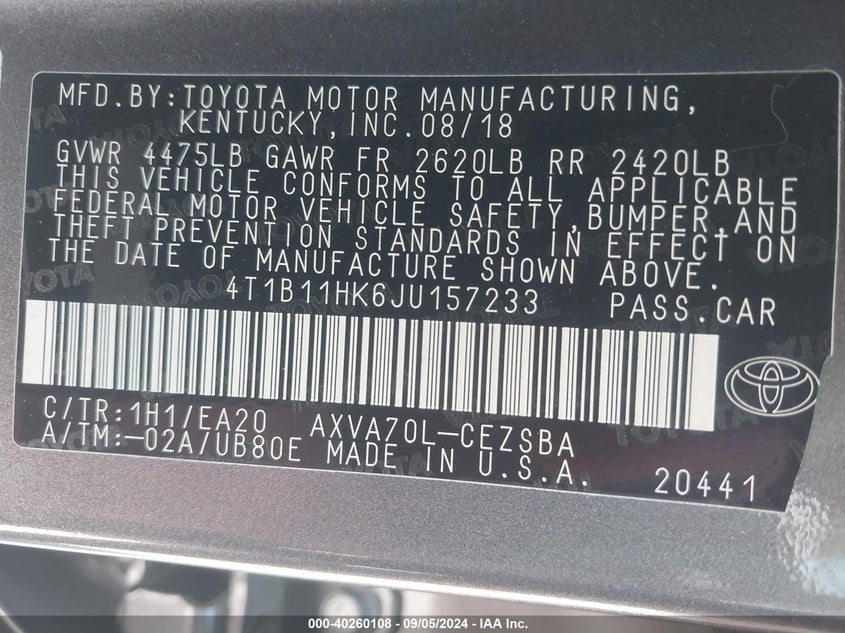 MFD.BY:TOYOTA MOTOR MANUFACTURING,
KENTUCKY,INC.08/18
GVWR 4475LB GAWR FR 2620LB RR 2420LB
THIS VEHICLE CONFORMS TO ALL APPLICABLE
FEDERAL MOTOR VEHICLE SAFETY,BUMPER,AND
THEFT PREVENTION STANDARDS IN EFFECT ON
THE DATE OF MANUFACTURE SHOWN ABOVE.
4T1B11HK6JU157233 PASS.CAR
C/TR:1H1/EA20 AXVA70L-CEZSBA
A/TM:-02A/UB80E MADE IN U.S.A.
20441
000-40260108 - 09/05/2024 - IAA Inc.